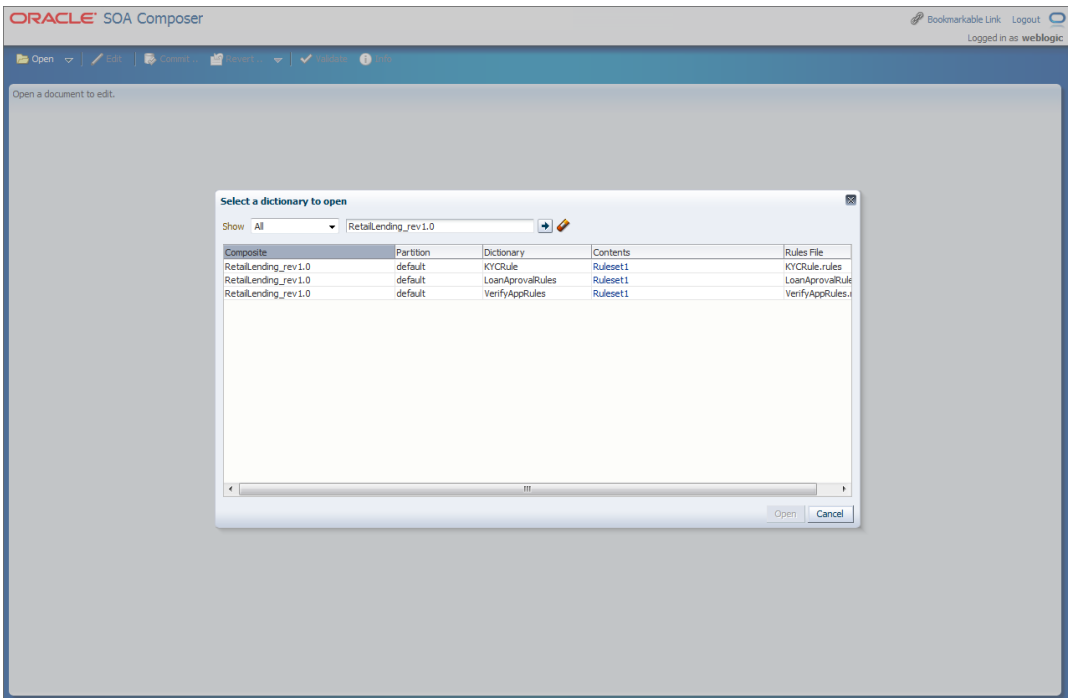 ORACLE SOA Composer
Bookmarkable Link Logout
Logged in as weblogic
Open Edit Commit ... Revert ... Validate Info
Open a document to edit.
Select a dictionary to open
Show All RetailLending_rev1.0
Composite Partition Dictionary Contents Rules File
RetailLending_rev1.0 default KYCRule Ruleset1 KYCRule.rules
RetailLending_rev1.0 default LoanAprovalRules Ruleset1 LoanAprovalRule
RetailLending_rev1.0 default VerifyAppRules Ruleset1 VerifyAppRules.r
Open Cancel